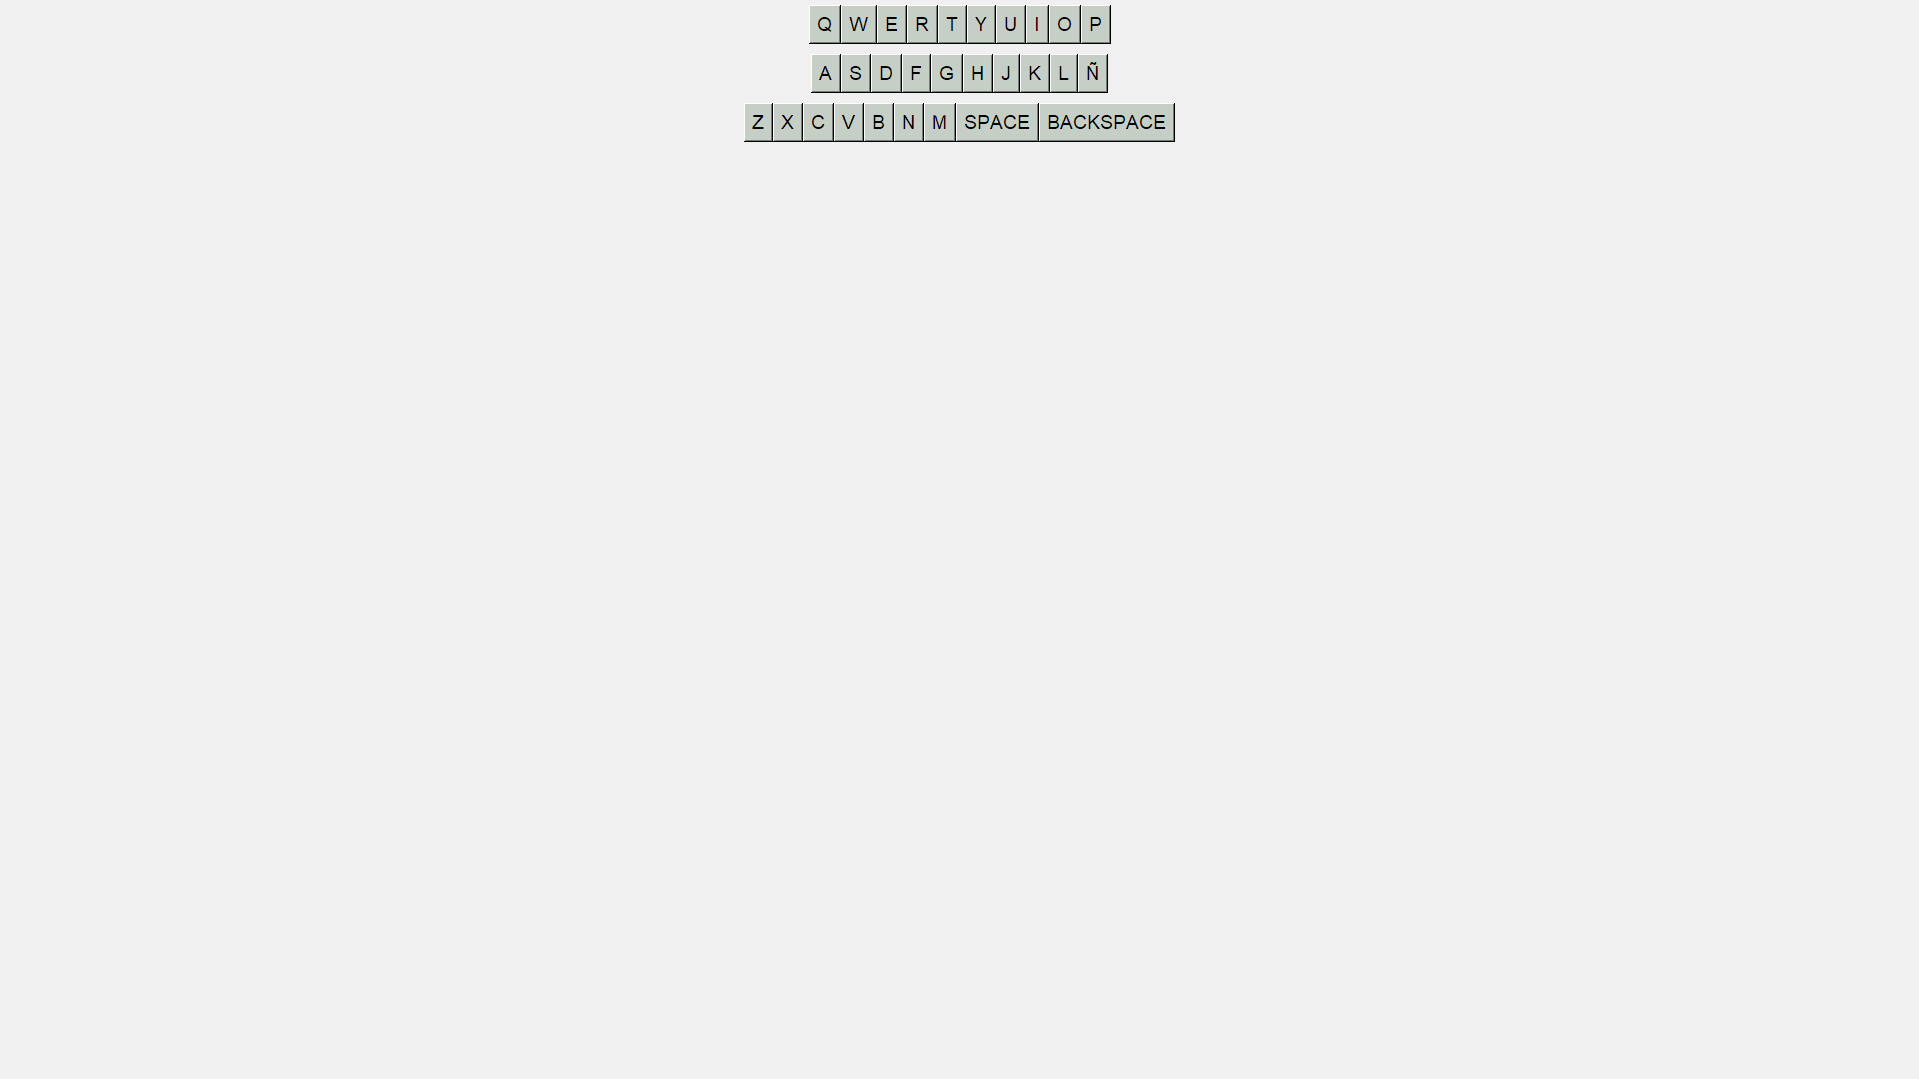 Q W E R T Y U I O P
A S D F G H J K L Ñ
Z X C V B N M SPACE BACKSPACE